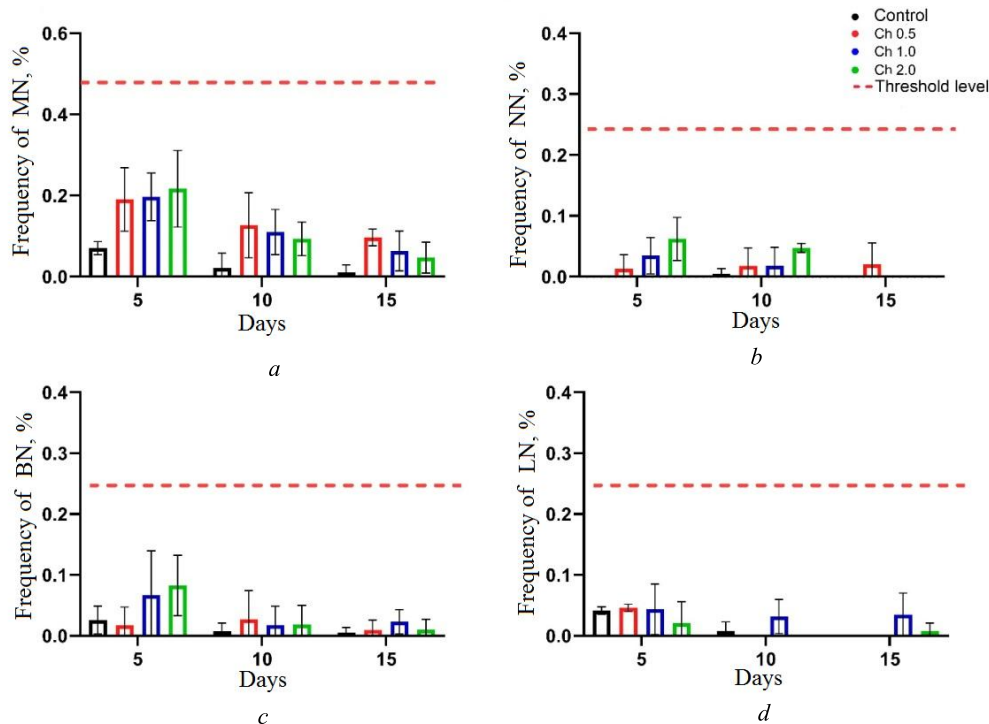 Control
Ch 0.5
Ch 1.0
Ch 2.0
Threshold level
Frequency of MN, %
0.6
0.4
0.2
0.0
5 10 15
Days
a
Frequency of NN, %
0.4
0.3
0.2
0.1
0.0
5 10 15
Days
b
Frequency of BN, %
0.4
0.3
0.2
0.1
0.0
5 10 15
Days
c
Frequency of LN, %
0.4
0.3
0.2
0.1
0.0
5 10 15
Days
d